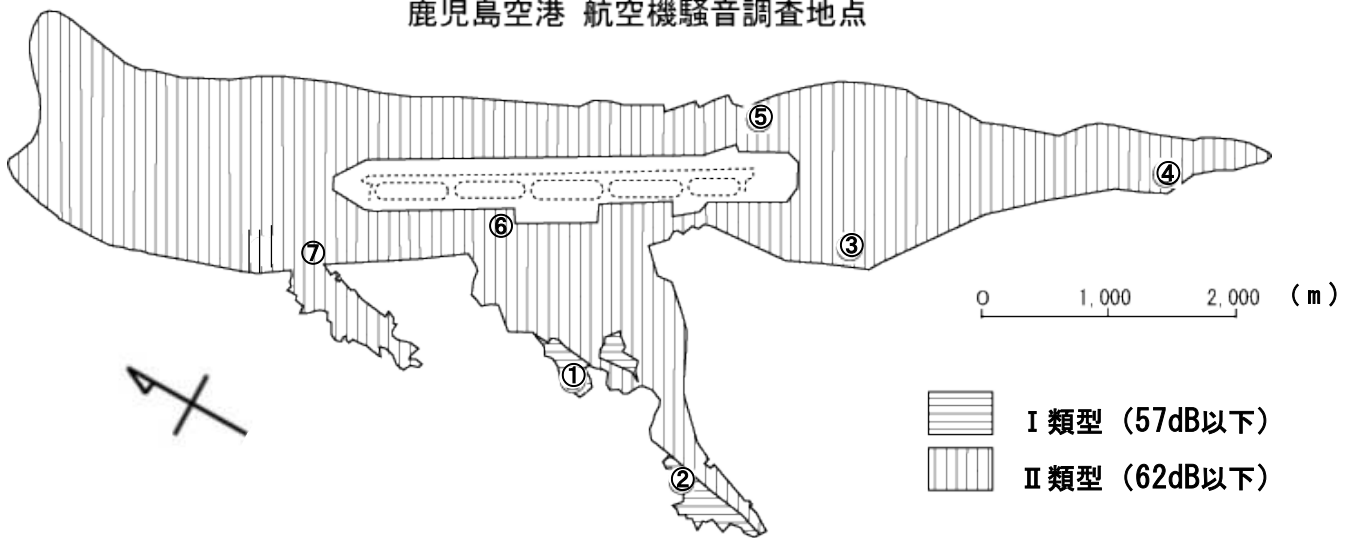 鹿児島空港 航空機騒音調査地点
⑤
④
⑥
③
⑦
0 1,000 2,000 (m)
①
Ⅰ類型（57dB以下）
Ⅱ類型（62dB以下）
②